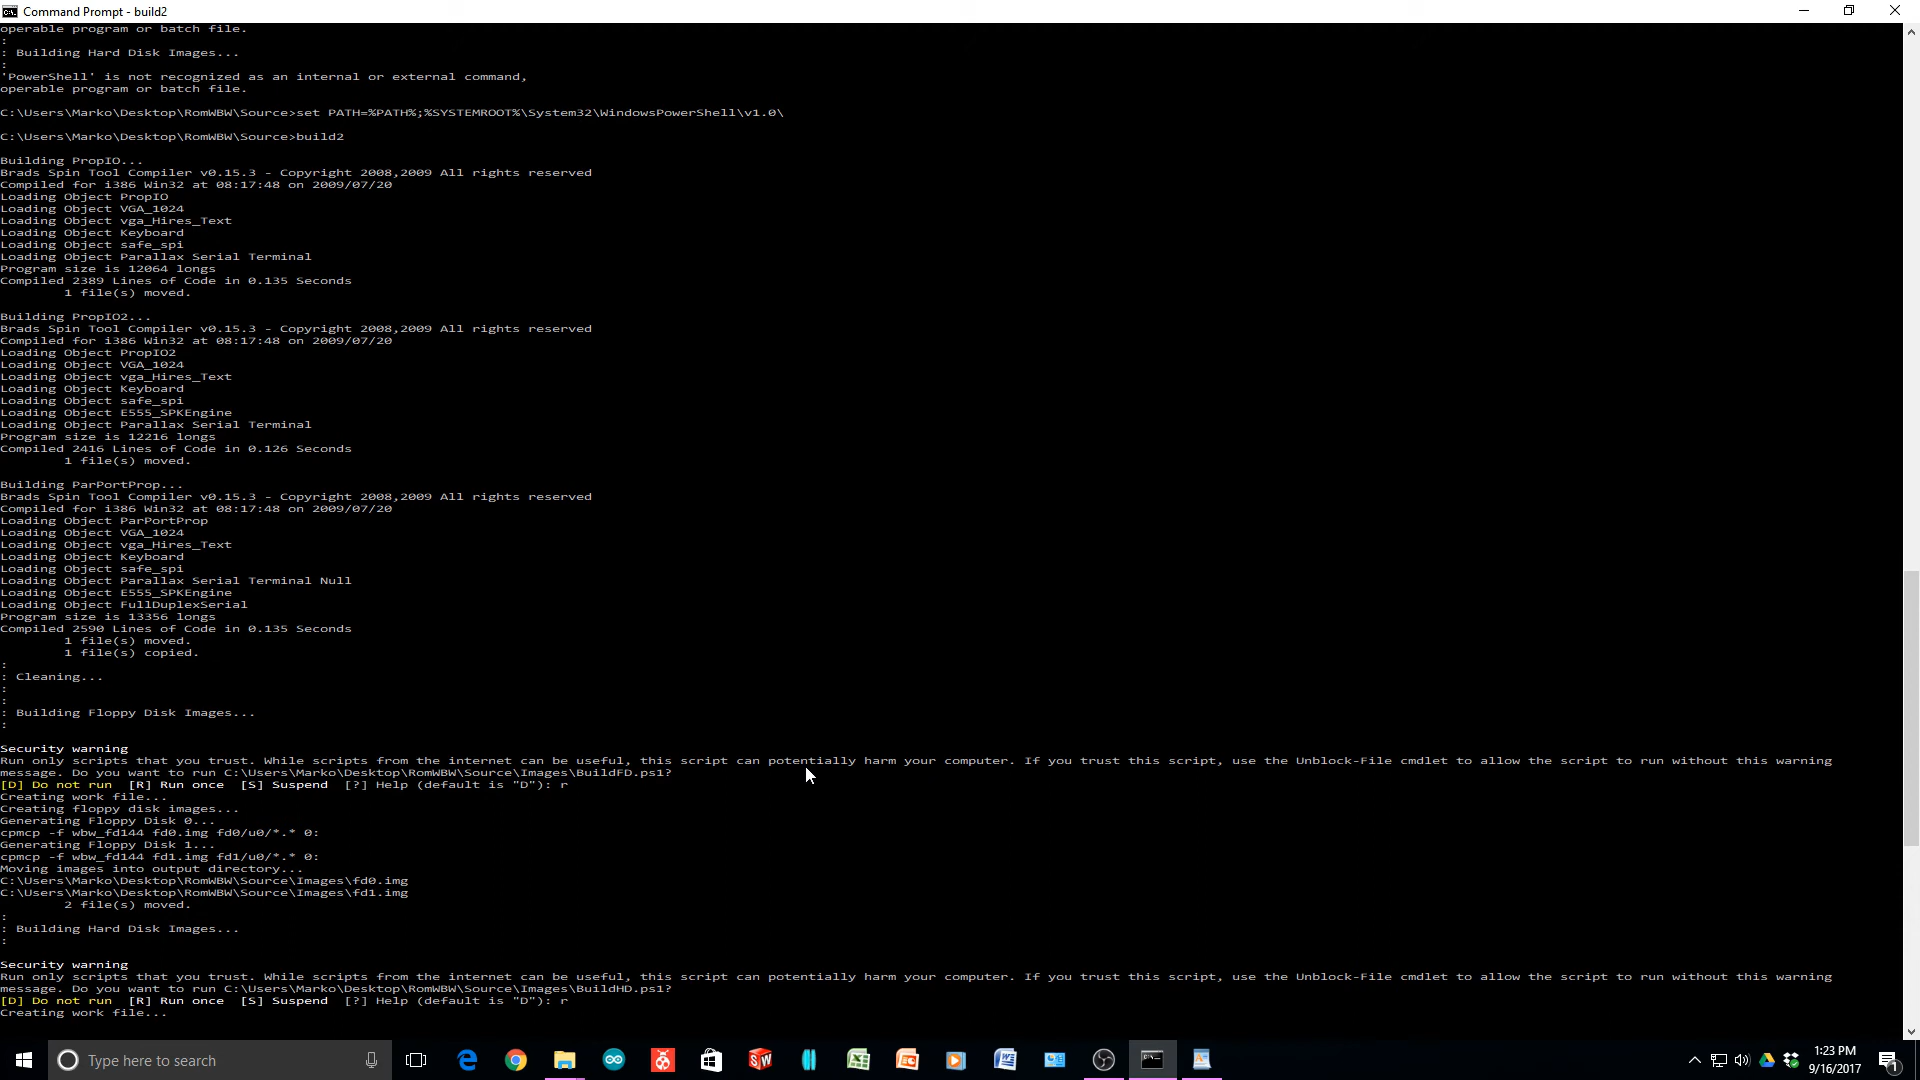 Command Prompt - build2
operable program or batch file.
:
: Building Hard Disk Images...
:
'PowerShell' is not recognized as an internal or external command,
operable program or batch file.
C:\Users\Marko\Desktop\RomWBW\Source>set PATH=%PATH%;%SYSTEMROOT%\System32\WindowsPowerShell\v1.0\
C:\Users\Marko\Desktop\RomWBW\Source>build2
Building PropIO...
Brads Spin Tool Compiler v0.15.3 - Copyright 2008,2009 All rights reserved
Compiled for i386 Win32 at 08:17:48 on 2009/07/20
Loading Object PropIO
Loading Object VGA_1024
Loading Object vga_Hires_Text
Loading Object Keyboard
Loading Object safe_spi
Loading Object Parallax Serial Terminal
Program size is 12064 longs
Compiled 2389 Lines of Code in 0.135 Seconds
1 file(s) moved.
Building PropIO2...
Brads Spin Tool Compiler v0.15.3 - Copyright 2008,2009 All rights reserved
Compiled for i386 Win32 at 08:17:48 on 2009/07/20
Loading Object PropIO2
Loading Object VGA_1024
Loading Object vga_Hires_Text
Loading Object Keyboard
Loading Object safe_spi
Loading Object E555_SPKEngine
Loading Object Parallax Serial Terminal
Program size is 12216 longs
Compiled 2416 Lines of Code in 0.126 Seconds
1 file(s) moved.
Building ParPortProp...
Brads Spin Tool Compiler v0.15.3 - Copyright 2008,2009 All rights reserved
Compiled for i386 Win32 at 08:17:48 on 2009/07/20
Loading Object ParPortProp
Loading Object VGA_1024
Loading Object vga_Hires_Text
Loading Object Keyboard
Loading Object safe_spi
Loading Object Parallax Serial Terminal Null
Loading Object E555_SPKEngine
Loading Object FullDuplexSerial
Program size is 13356 longs
Compiled 2590 Lines of Code in 0.135 Seconds
1 file(s) moved.
1 file(s) copied.
:
: Cleaning...
:
:
: Building Floppy Disk Images...
:
Security warning
Run only scripts that you trust. While scripts from the internet can be useful, this script can potentially harm your computer. If you trust this script, use the Unblock-File cmdlet to allow the script to run without this warning
message. Do you want to run C:\Users\Marko\Desktop\RomWBW\Source\Images\BuildFD.ps1?
[D] Do not run  [R] Run once  [S] Suspend  [?] Help (default is "D"): r
Creating work file...
Creating floppy disk images...
Generating Floppy Disk 0...
cpmcp -f wbw_fd144 fd0.img fd0/u0/*.* 0:
Generating Floppy Disk 1...
cpmcp -f wbw_fd144 fd1.img fd1/u0/*.* 0:
Moving images into output directory...
C:\Users\Marko\Desktop\RomWBW\Source\Images\fd0.img
C:\Users\Marko\Desktop\RomWBW\Source\Images\fd1.img
2 file(s) moved.
:
: Building Hard Disk Images...
:
Security warning
Run only scripts that you trust. While scripts from the internet can be useful, this script can potentially harm your computer. If you trust this script, use the Unblock-File cmdlet to allow the script to run without this warning
message. Do you want to run C:\Users\Marko\Desktop\RomWBW\Source\Images\BuildHD.ps1?
[D] Do not run  [R] Run once  [S] Suspend  [?] Help (default is "D"): r
Creating work file...
Type here to search
1:23 PM
9/16/2017